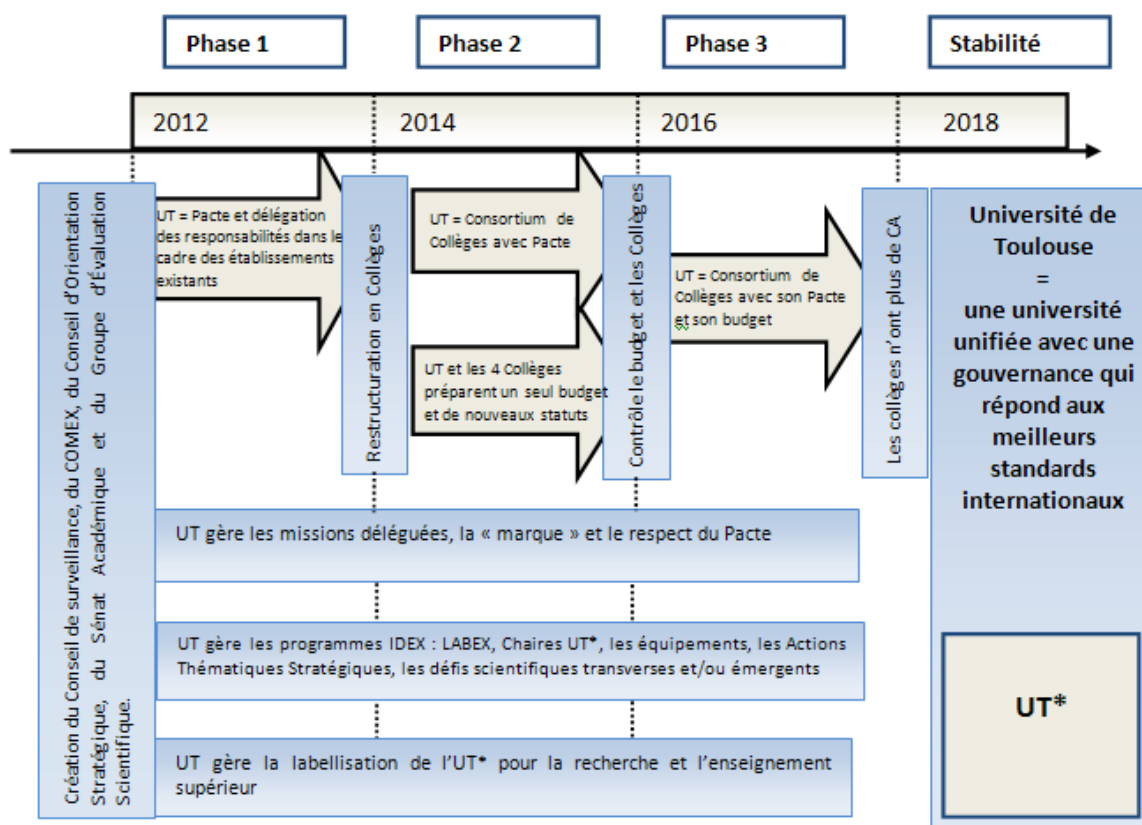 Phase 1
Phase 2
Phase 3
Stabilité
2012
2014
2016
2018
Création du Conseil de surveillance, du COMEX, du Conseil d'Orientation
Stratégique, du Sénat Académique et du Groupe d'Évaluation
Scientifique.
UT = Pacte et délégation
des responsabilités dans le
cadre des établissements
existants
Restructuration en Collèges
UT = Consortium de
Collèges avec Pacte
UT et les 4 Collèges
préparent un seul budget
et de nouveaux statuts
Contrôle le budget et les Collèges
UT = Consortium de
Collèges avec son Pacte
et son budget
Les collèges n'ont plus de CA
Université de
Toulouse
=
une université
unifiée avec une
gouvernance qui
répond aux
meilleurs
standards
internationaux
UT gère les missions déléguées, la « marque » et le respect du Pacte
UT gère les programmes IDEX : LABEX, Chaires UT*, les équipements, les Actions
Thématiques Stratégiques, les défis scientifiques transverses et/ou émergents
UT gère la labellisation de l'UT* pour la recherche et l'enseignement
supérieur
UT*